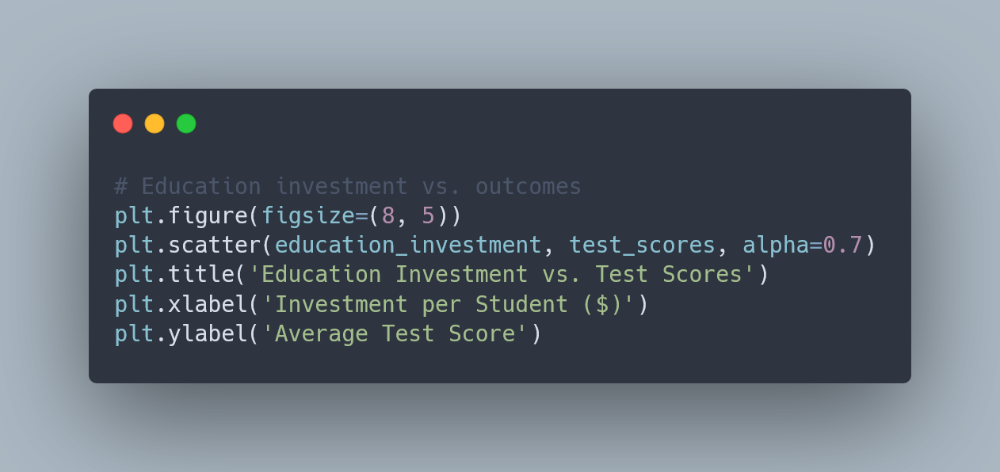 # Education investment vs. outcomes
plt.figure(figsize=(8, 5))
plt.scatter(education_investment, test_scores, alpha=0.7)
plt.title('Education Investment vs. Test Scores')
plt.xlabel('Investment per Student ($)')
plt.ylabel('Average Test Score')